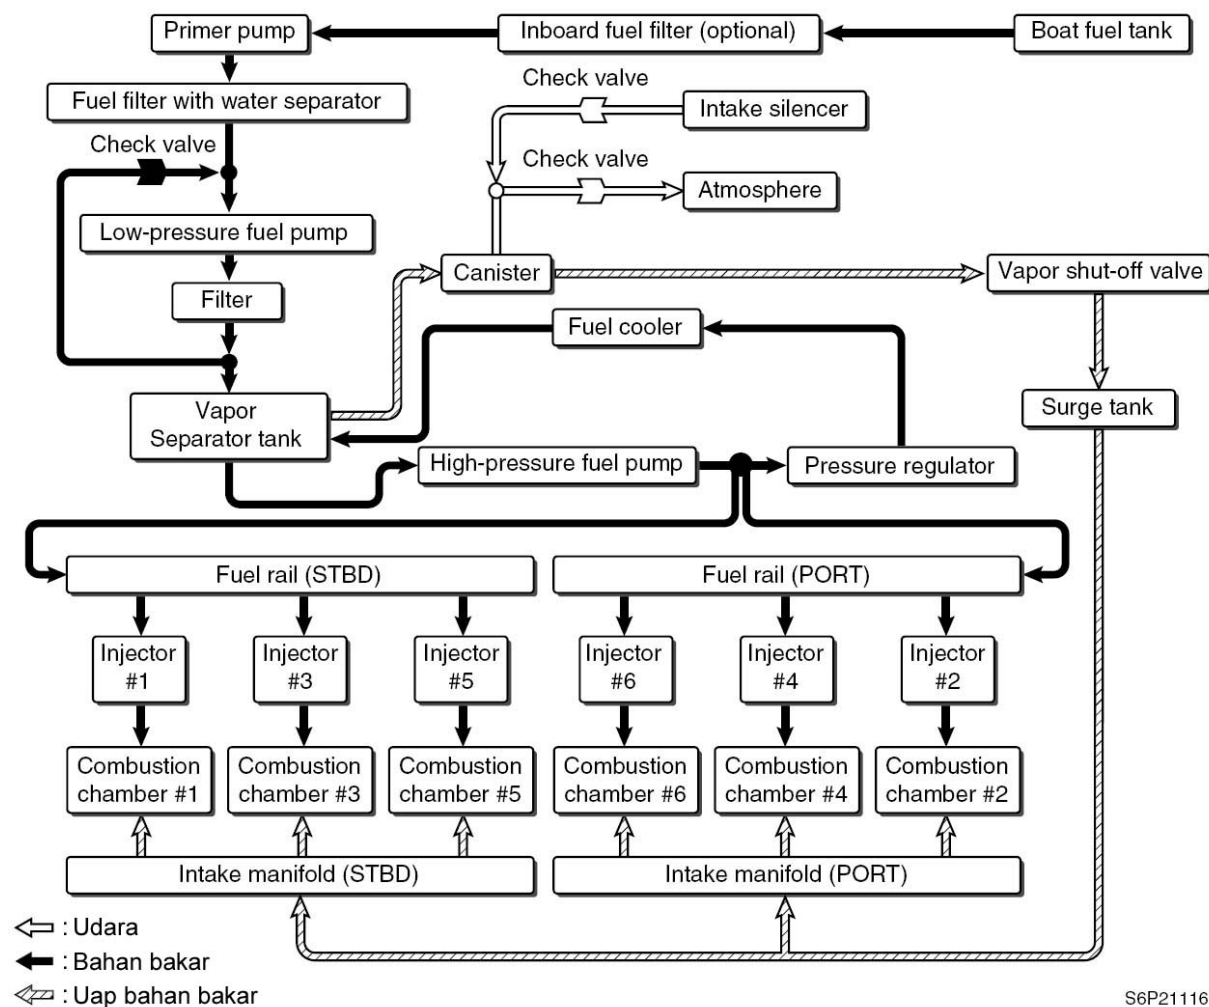 Primer pump
Inboard fuel filter (optional)
Boat fuel tank
Check valve
Fuel filter with water separator
Intake silencer
Check valve
Check valve
Atmosphere
Low-pressure fuel pump
Canister
Vapor shut-off valve
Filter
Fuel cooler
Vapor
Separator tank
Surge tank
High-pressure fuel pump
Pressure regulator
Fuel rail (STBD)
Fuel rail (PORT)
Injector
#1
Injector
#3
Injector
#5
Injector
#6
Injector
#4
Injector
#2
Combustion
chamber #1
Combustion
chamber #3
Combustion
chamber #5
Combustion
chamber #6
Combustion
chamber #4
Combustion
chamber #2
Intake manifold (STBD)
Intake manifold (PORT)
: Udara
: Bahan bakar
: Uap bahan bakar
S6P21116